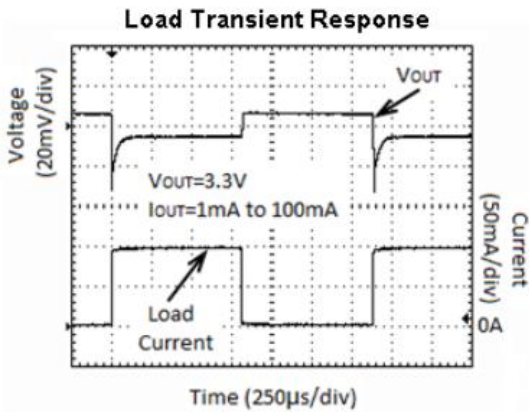 Load Transient Response
Voltage
(20mV/div)
VOUT
VOUT=3.3V
IOUT=1mA to 100mA
Current
(50mA/div)
Load
Current
0A
Time (250µs/div)